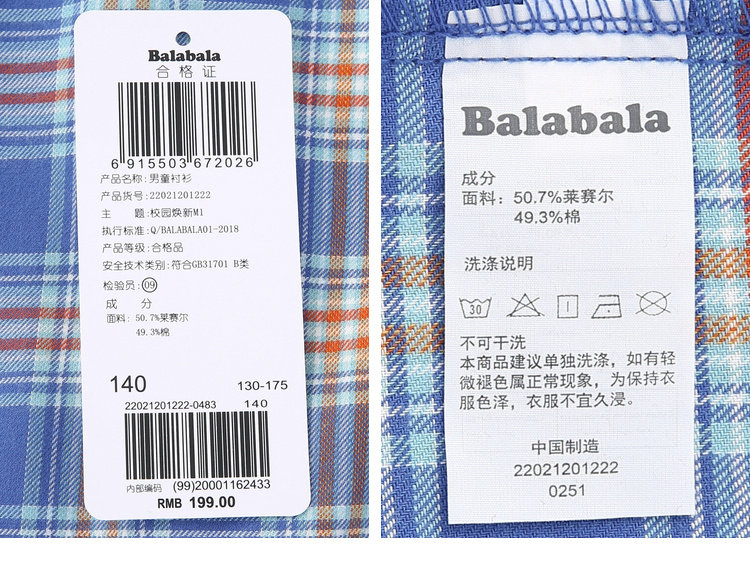 Balabala
合格证
6 915503 672026
产品名称:男童衬衫
产品货号:22021201222
主 题:校园焕新M1
执行标准:Q/BALABALA01-2018
产品等级:合格品
安全技术类别:符合GB31701 B类
检验员:09
成 分
面料:50.7%莱赛尔
49.3%棉
140 130-175
22021201222-0483 140
内部编码 (99)20001162433
RMB 199.00
Balabala
成分
面料：50.7%莱赛尔
49.3%棉
洗涤说明
30
不可干洗
本商品建议单独洗涤，如有轻
微褪色属正常现象，为保持衣
服色泽，衣服不宜久浸。
中国制造
22021201222
0251